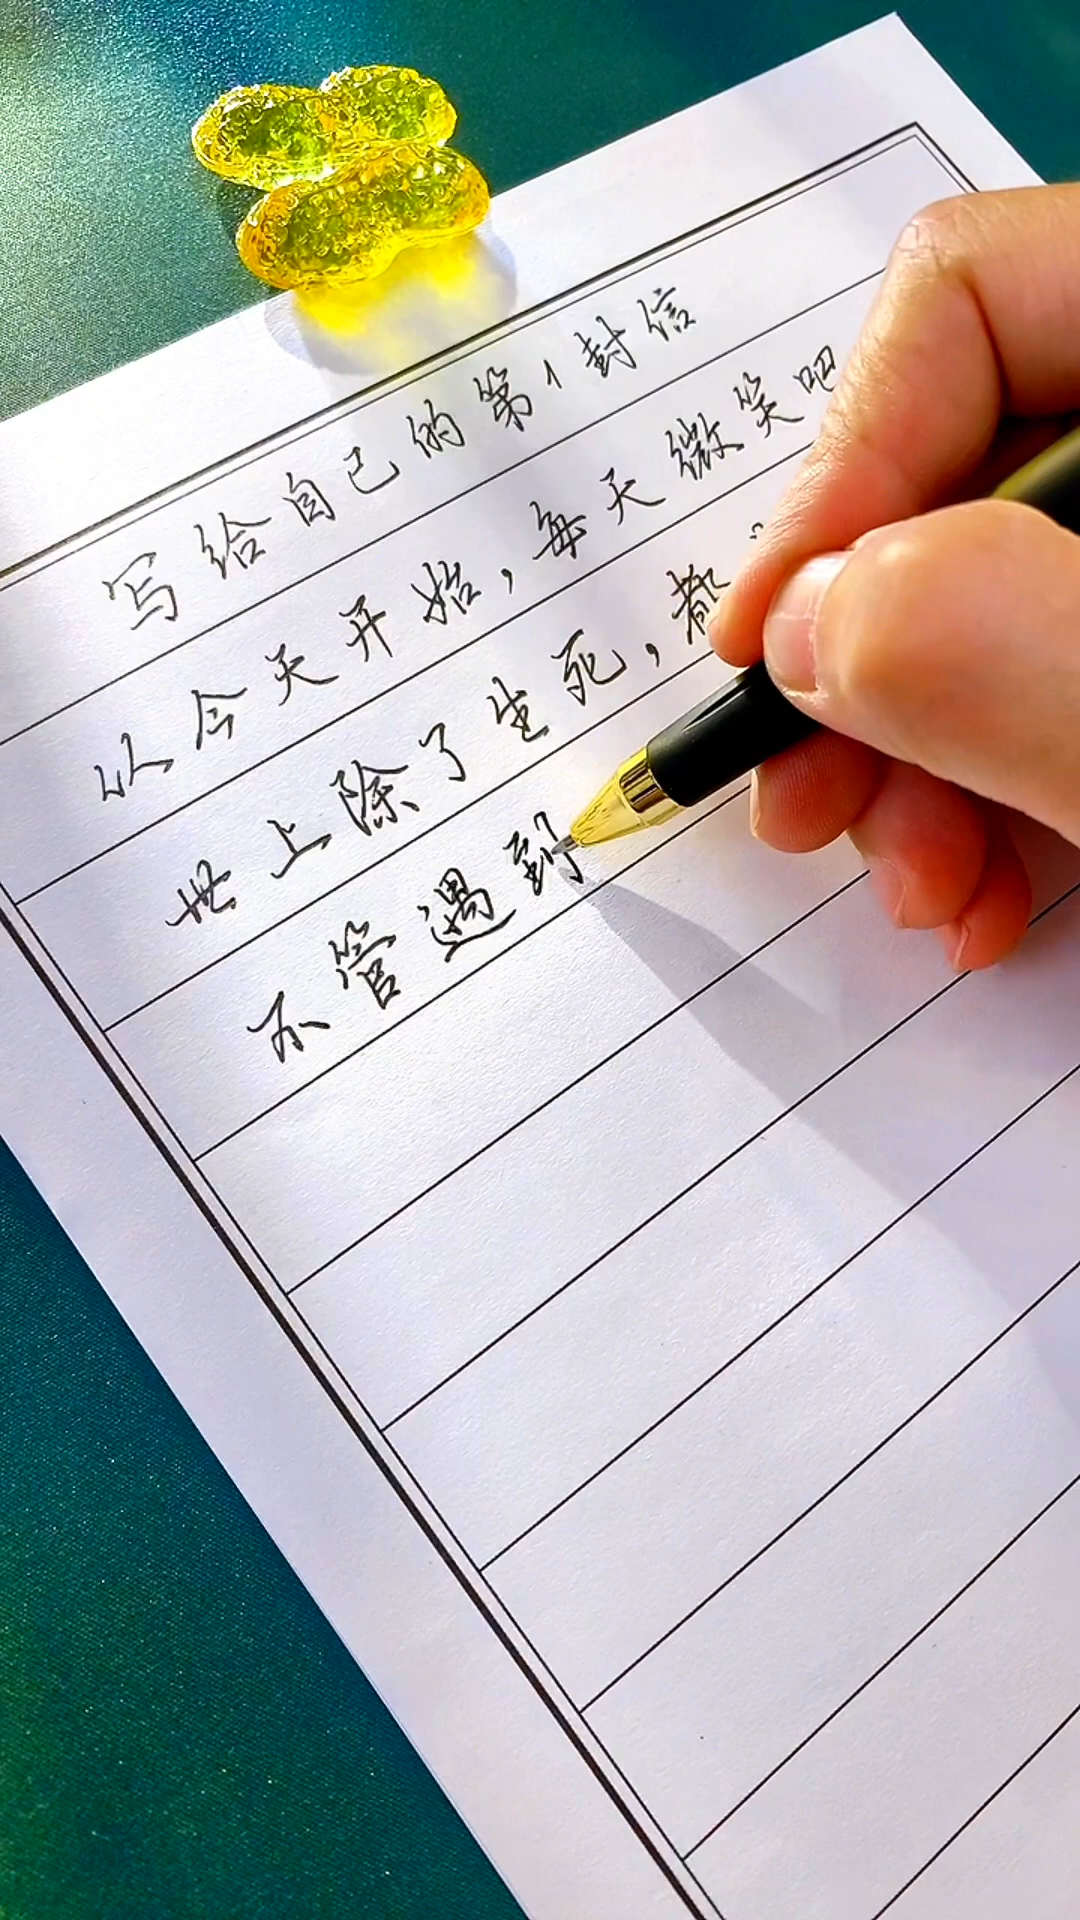 写给自己的第1封信
从今天开始,每天微笑吧
世上除了生死,都
不管遇到